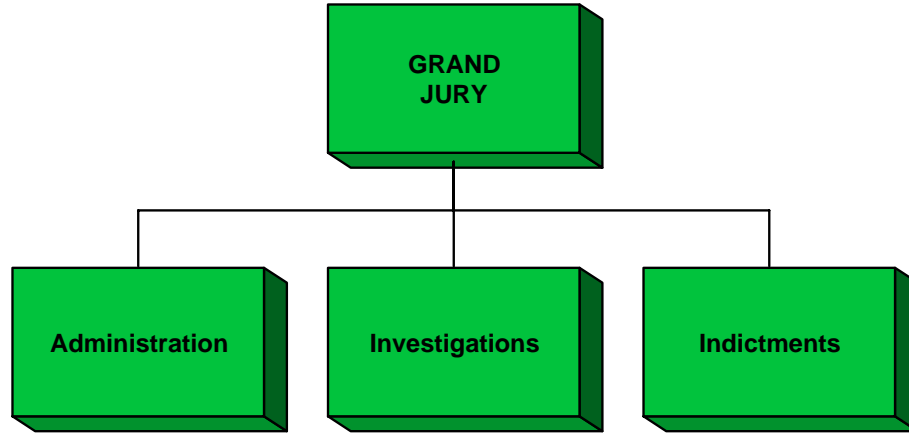 GRAND
JURY
Administration
Investigations
Indictments